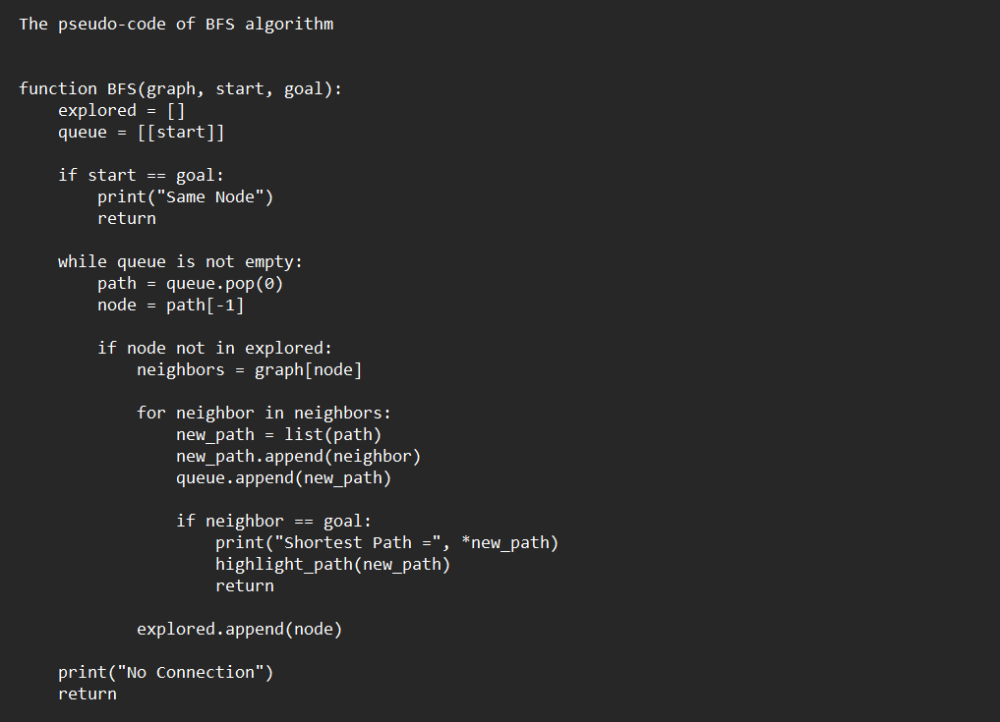 The pseudo-code of BFS algorithm
function BFS(graph, start, goal):
    explored = []
    queue = [[start]]
    if start == goal:
        print("Same Node")
        return
    while queue is not empty:
        path = queue.pop(0)
        node = path[-1]
        if node not in explored:
            neighbors = graph[node]
            for neighbor in neighbors:
                new_path = list(path)
                new_path.append(neighbor)
                queue.append(new_path)
                if neighbor == goal:
                    print("Shortest Path =", *new_path)
                    highlight_path(new_path)
                    return
            explored.append(node)
    print("No Connection")
    return